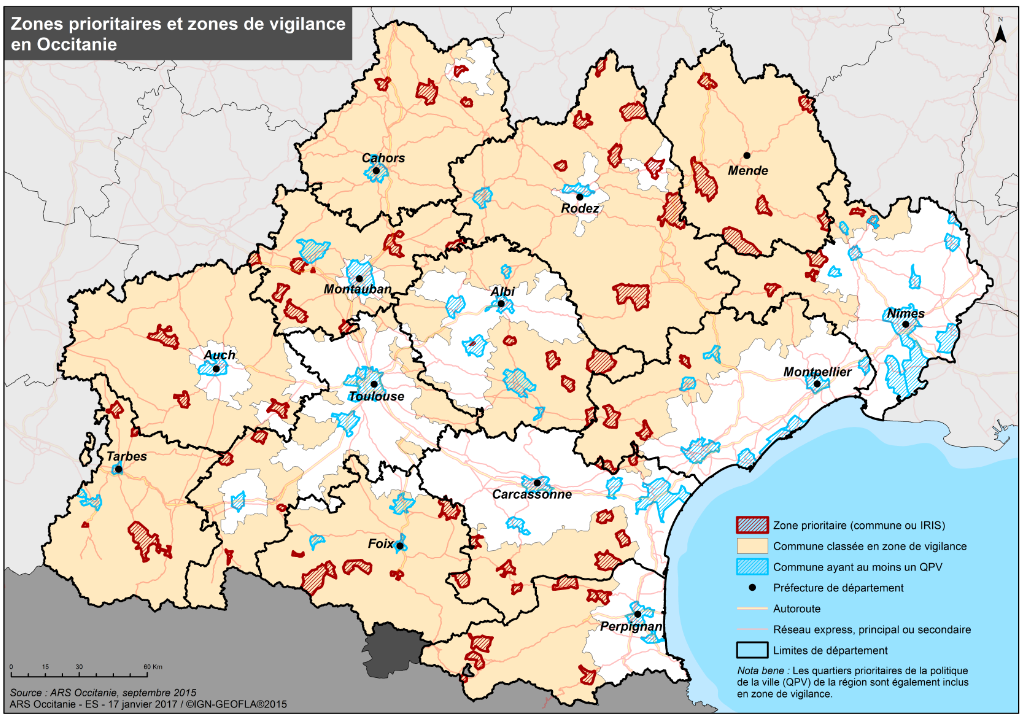 Zones prioritaires et zones de vigilance
en Occitanie
N
Cahors
Mende
Rodez
Montauban
Albi
Nîmes
Auch
Montpellier
Toulouse
Tarbes
Carcassonne
Foix
Perpignan
Zone prioritaire (commune ou IRIS)
Commune classée en zone de vigilance
Commune ayant au moins un QPV
Préfecture de département
Autoroute
Réseau express, principal ou secondaire
Limites de département
Nota bene : Les quartiers prioritaires de la politique
de la ville (QPV) de la région sont également inclus
en zone de vigilance.
0 15 30 60 Km
Source : ARS Occitanie, septembre 2015
ARS Occitanie - ES - 17 janvier 2017 / ©IGN-GEOFLA®2015